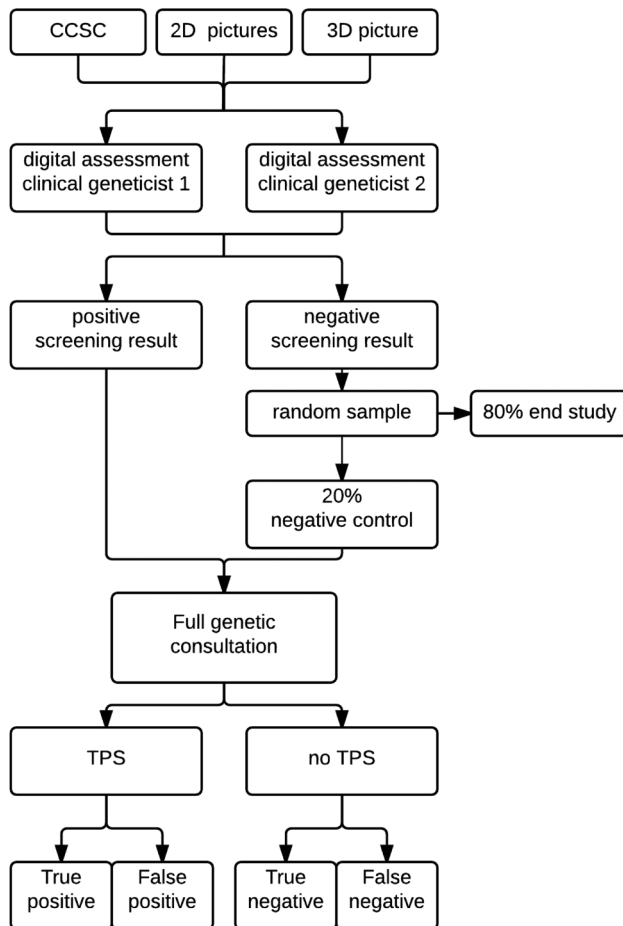 CCSC
2D pictures
3D picture
digital assessment
clinical geneticist 1
digital assessment
clinical geneticist 2
positive
screening result
negative
screening result
random sample
80% end study
20%
negative control
Full genetic
consultation
TPS
no TPS
True
positive
False
positive
True
negative
False
negative